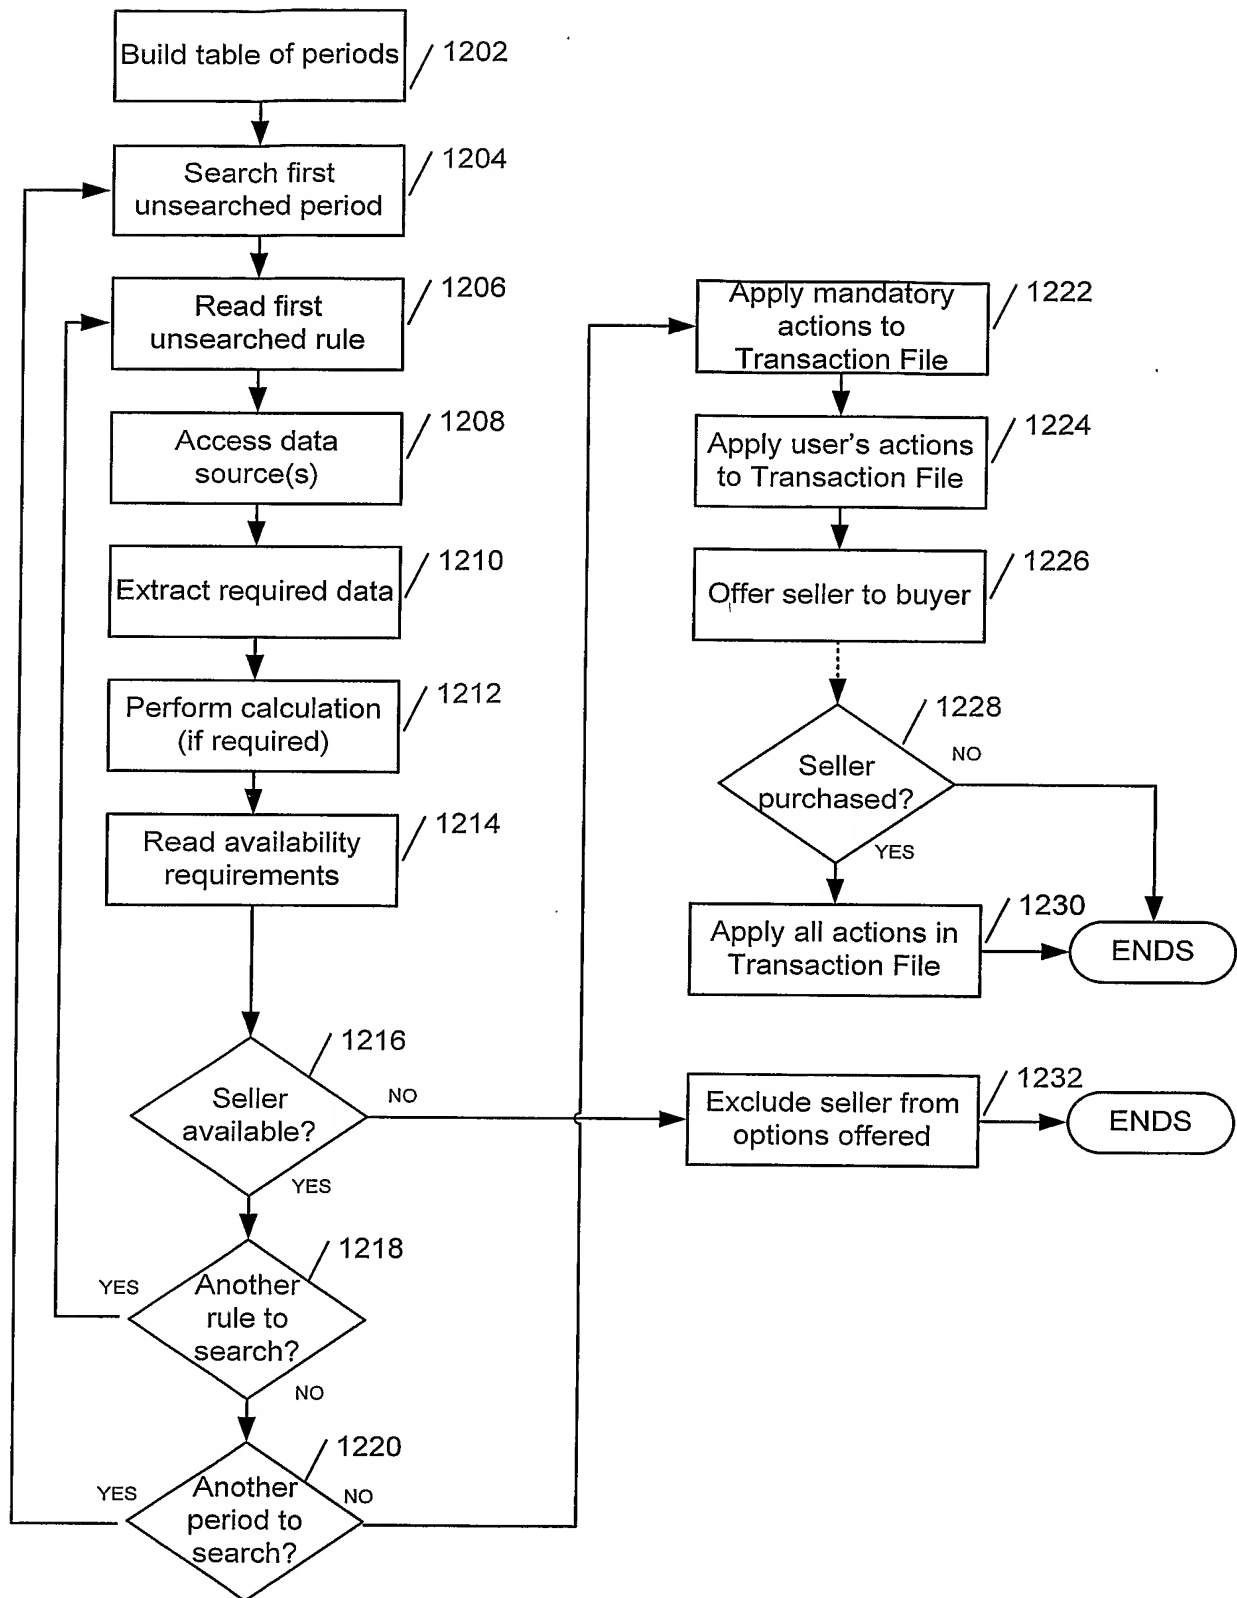 Build table of periods
1202
Search first
unsearched period
1204
Read first
unsearched rule
1206
Access data
source(s)
1208
Extract required data
1210
Perform calculation
(if required)
1212
Read availability
requirements
1214
Seller
available?
1216
NO
YES
Another
rule to
search?
1218
YES
NO
Another
period to
search?
1220
YES
NO
Apply mandatory
actions to
Transaction File
1222
Apply user's actions
to Transaction File
1224
Offer seller to buyer
1226
Seller
purchased?
1228
NO
YES
Apply all actions in
Transaction File
1230
ENDS
Exclude seller from
options offered
1232
ENDS